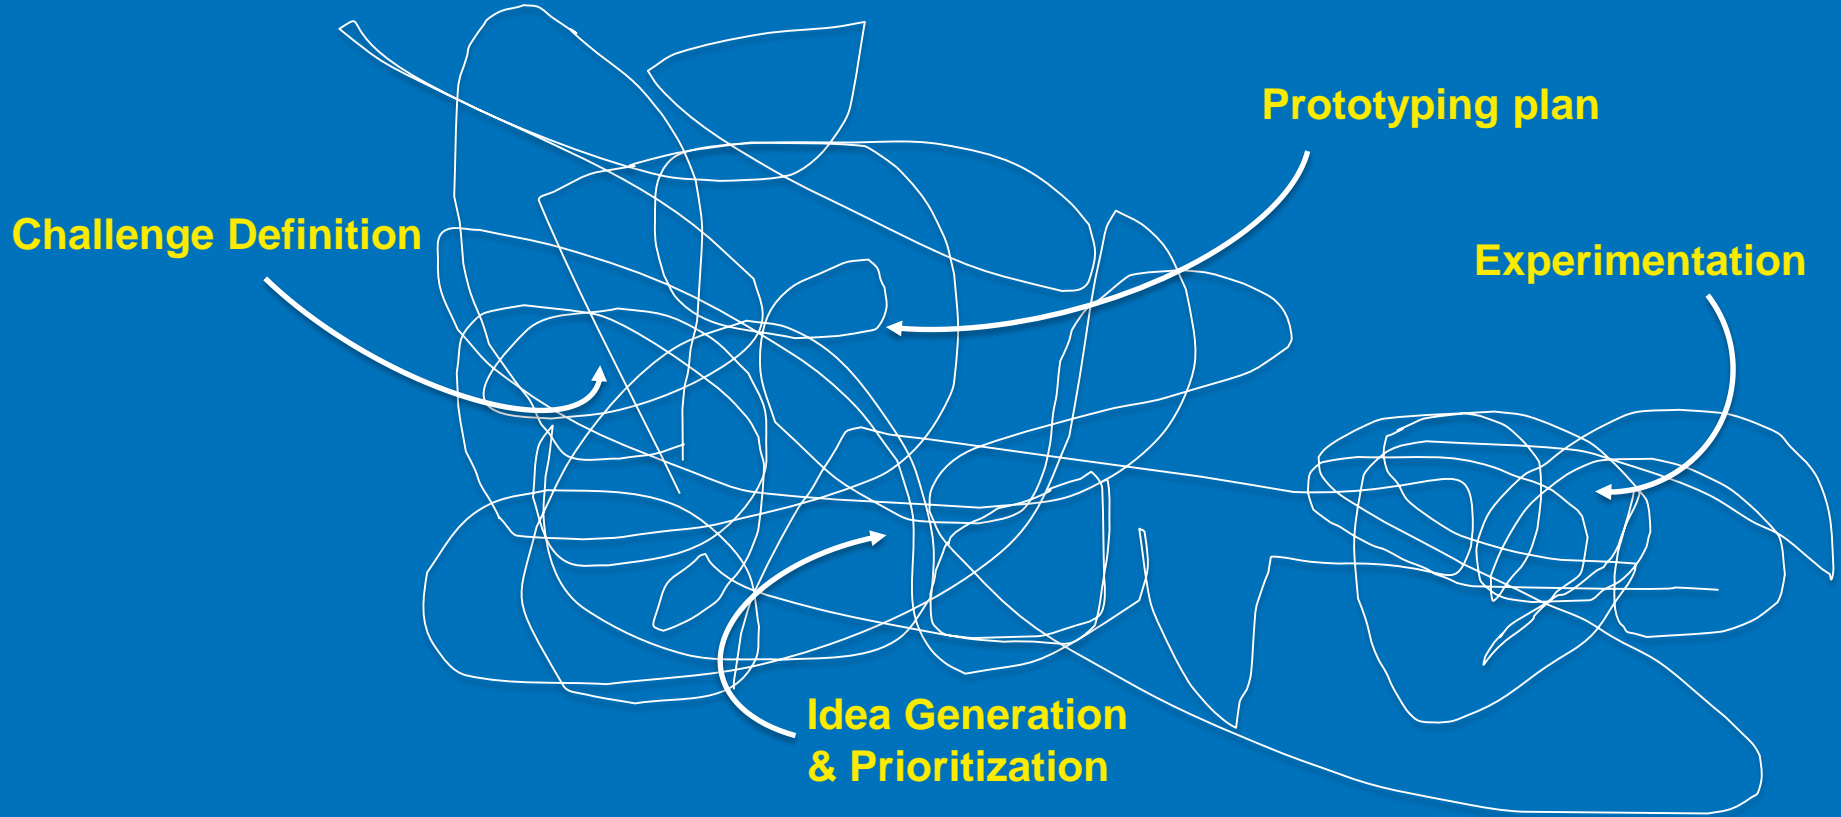 Prototyping plan
Challenge Definition
Experimentation
Idea Generation
& Prioritization